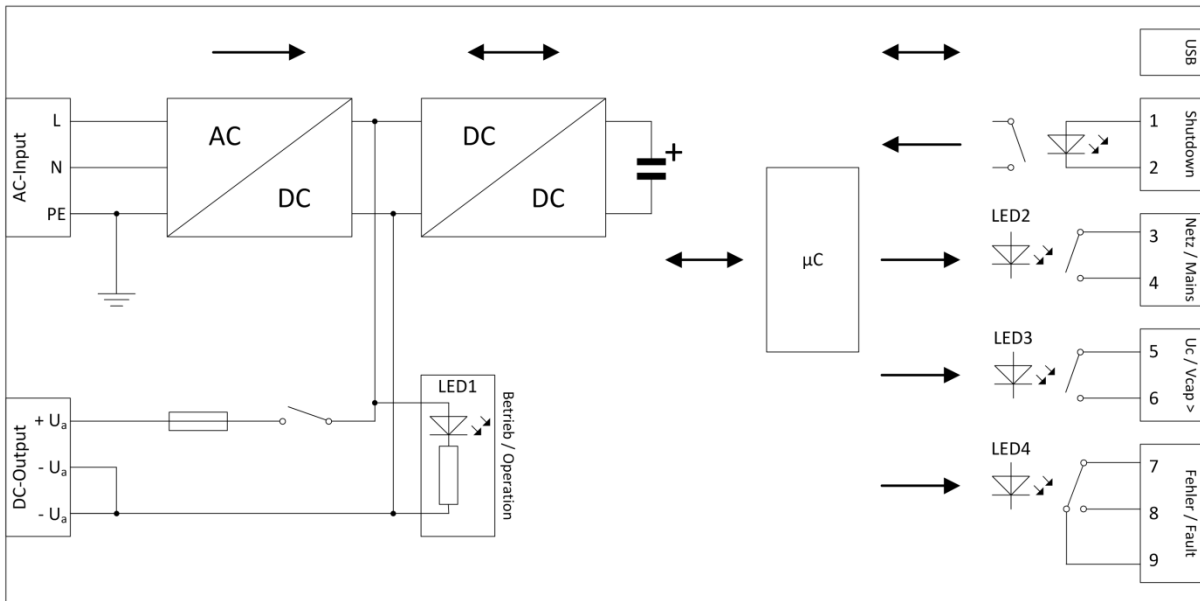 AC-Input
L
N
PE
AC
DC
DC
DC
+
DC-Output
+ Uₐ
- Uₐ
- Uₐ
LED1
Betrieb / Operation
µC
USB
Shutdown
1
2
LED2
Netz / Mains
3
4
LED3
Uc / Vcap >
5
6
LED4
Fehler / Fault
7
8
9